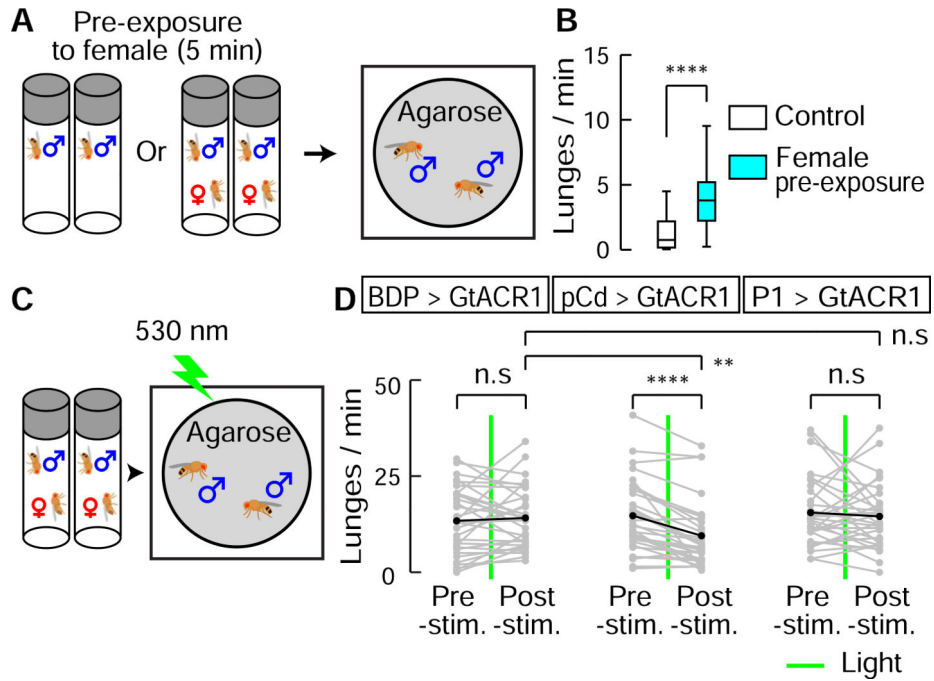 A
Pre-exposure
to female (5 min)
♂ ♂
Or
♂ ♂
♀ ♀
Agarose
♂ ♂
B
Lunges / min
15
10
5
0
****
Control
Female
pre-exposure
C
530 nm
♂ ♂
♀ ♀
Agarose
♂ ♂
D
BDP > GtACR1
pCd > GtACR1
P1 > GtACR1
n.s
**
n.s
****
n.s
Lunges / min
50
25
0
Pre
-stim.
Post
-stim.
Pre
-stim.
Post
-stim.
Pre
-stim.
Post
-stim.
Light